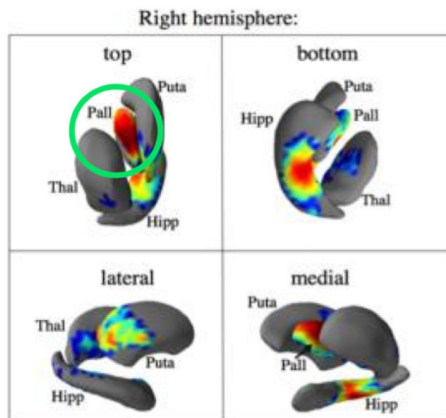 Right hemisphere:
top
Puta
Pall
Thal
Hipp
bottom
Hipp
Pall
Thal
lateral
Thal
Puta
Hipp
medial
Puta
Pall
Hipp